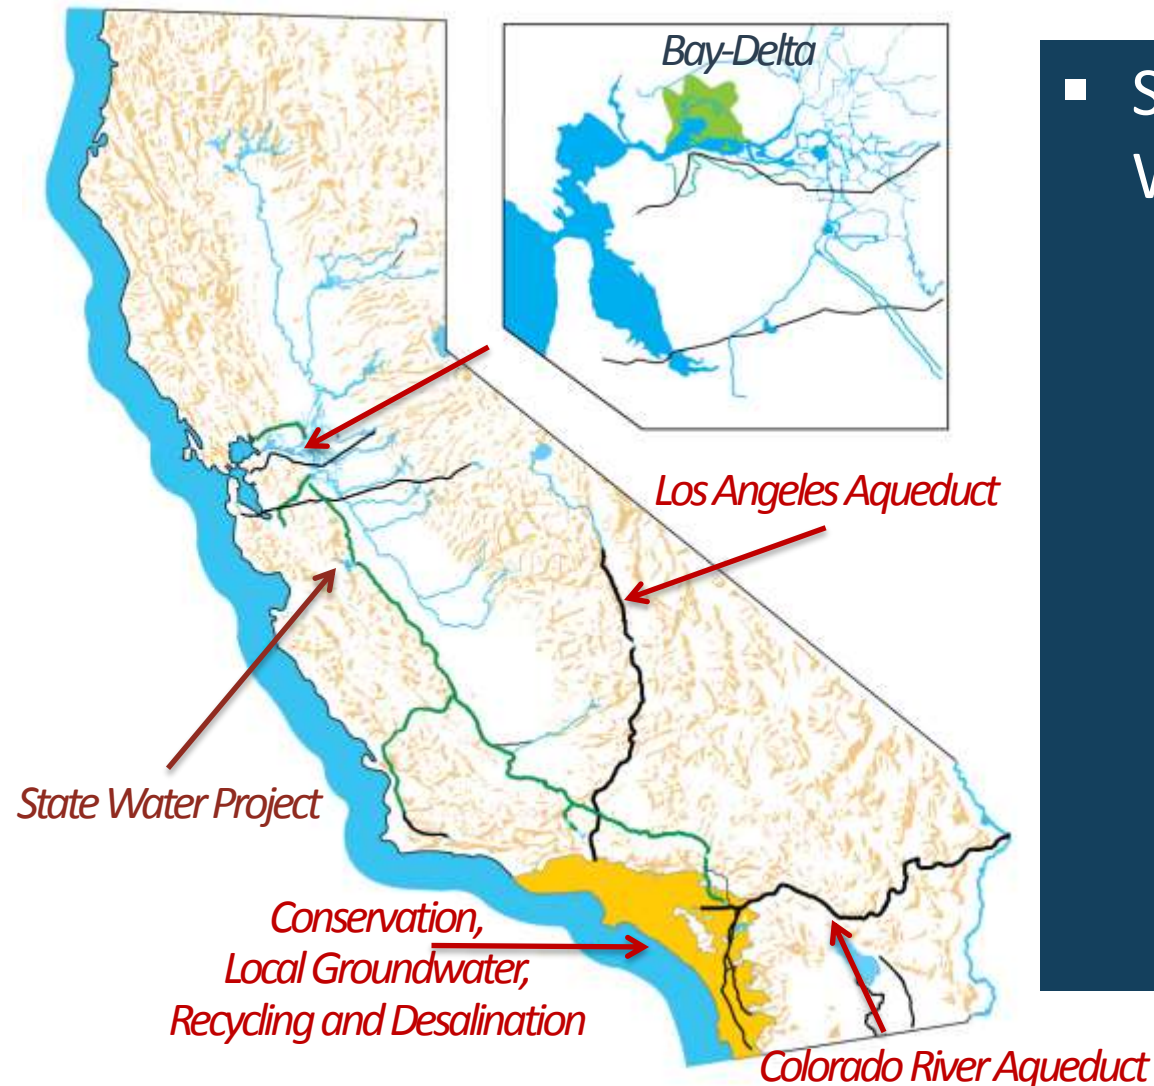 Bay-Delta
▪ S
V
Los Angeles Aqueduct
State Water Project
Conservation,
Local Groundwater,
Recycling and Desalination
Colorado River Aqueduct